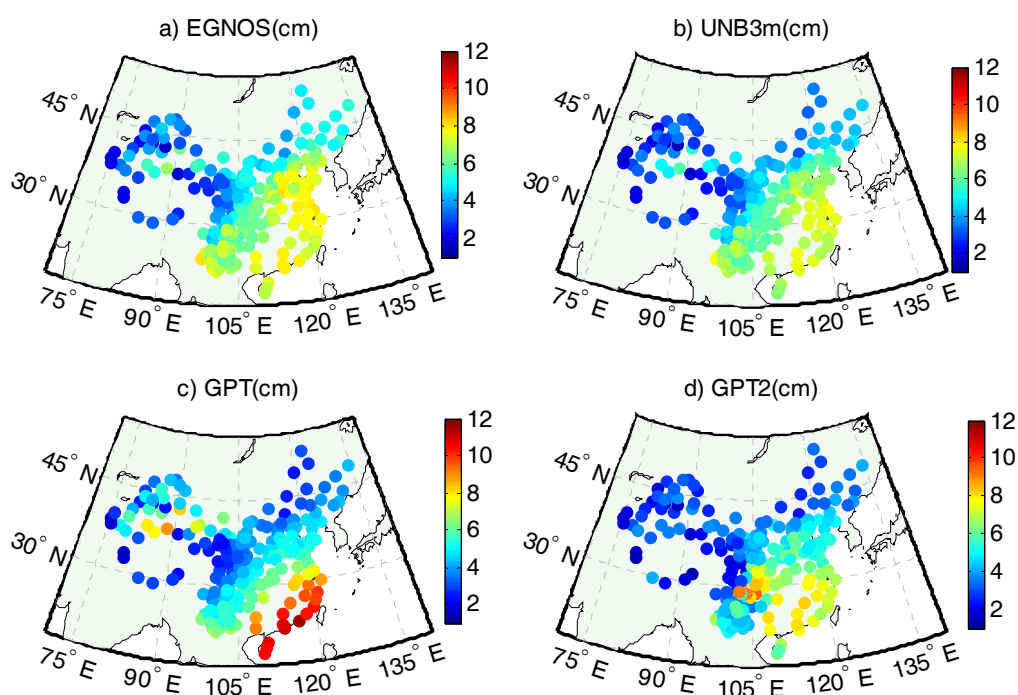 a) EGNOS(cm)
12
10
8
6
4
2
45° N
30° N
75° E
90° E
105° E
120° E
135° E
b) UNB3m(cm)
12
10
8
6
4
2
45° N
30° N
75° E
90° E
105° E
120° E
135° E
c) GPT(cm)
12
10
8
6
4
2
45° N
30° N
75° E
90° E
105° E
120° E
135° E
d) GPT2(cm)
12
10
8
6
4
2
45° N
30° N
75° E
90° E
105° E
120° E
135° E